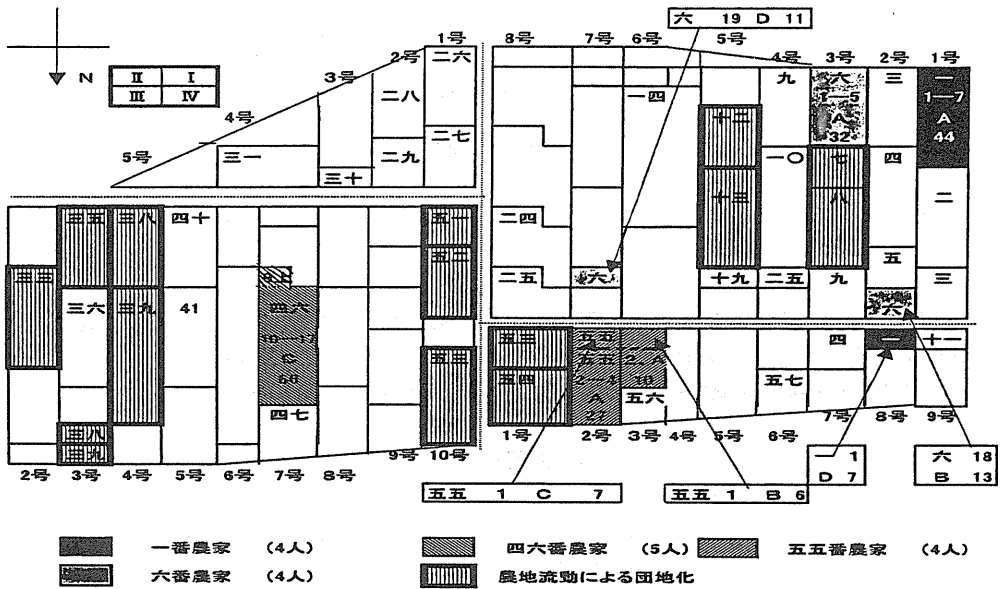 六 19 D 11
N
Ⅱ Ⅰ
Ⅲ Ⅳ
5号 4号 3号 2号 1号
二六
二八
二七
三一
三十
二九
8号 7号 6号 5号 4号 3号 2号 1号
一四
九
六
1—5
A
32
三
一
1—7
A
44
十二
一〇
七
四
十三
八
二
二四
五
二五
六
十九
二五
九
三
六
三五
三八
四十
五一
三三
五二
三六
三九
41
四六
C
四七
五三
五四
五五
2—4
A
五六
2 A
10
四
一
十一
五七
2号 3号 4号 5号 6号 7号 8号 9号 10号
1号 2号 3号 4号 5号 6号 7号 8号 9号
五五 1 C 7
五五 1 B 6
一 1
D 7
六 18
B 13
一番農家 (4人)
四六番農家 (5人)
五五番農家 (4人)
六番農家 (4人)
農地流動による団地化